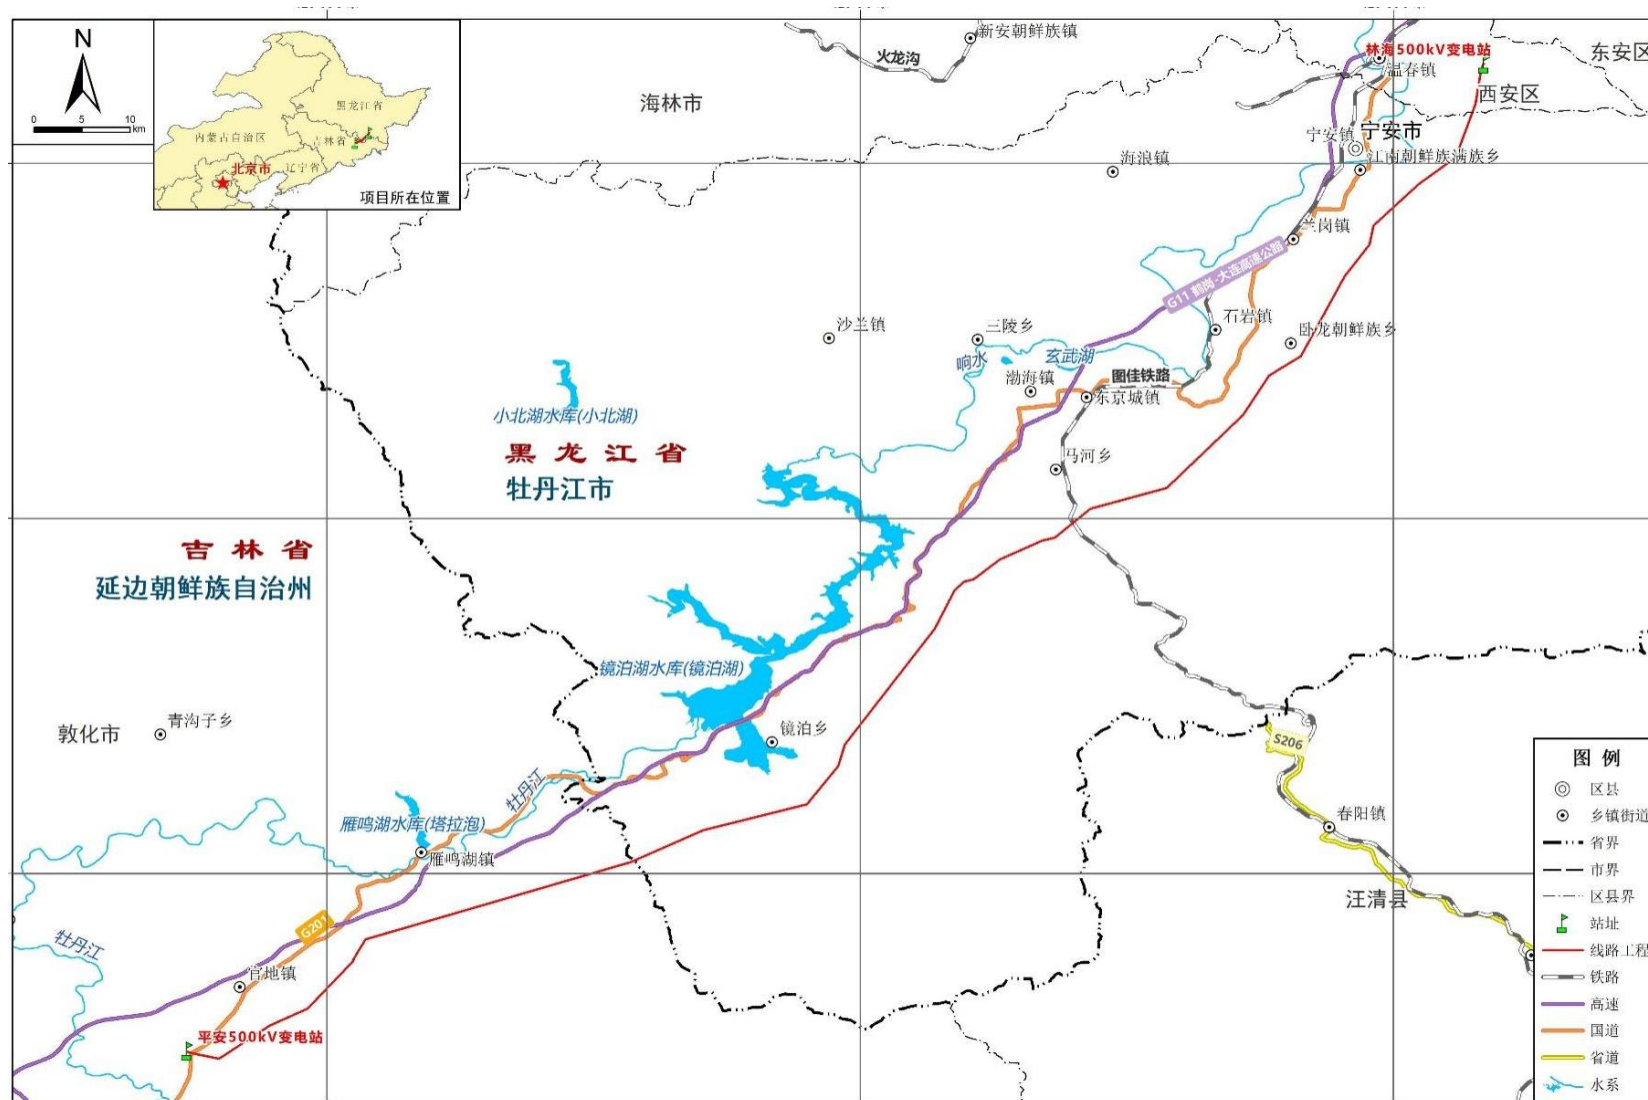 N
0 5 10
km
黑龙江省
内蒙古自治区
吉林省
辽宁省
北京市
项目所在位置
新安朝鲜族镇
火龙沟
海林市
林海500kV变电站
温春镇
东安区
西安区
宁安镇
宁安市
江南朝鲜族满族乡
海浪镇
兰岗镇
G11 鹤岗-大连高速公路
沙兰镇
三陵乡
石岩镇
卧龙朝鲜族乡
响水
玄武湖
渤海镇
图佳铁路
东京城镇
小北湖水库(小北湖)
黑龙江省
牡丹江市
马河乡
吉林省
延边朝鲜族自治州
镜泊湖水库(镜泊湖)
敦化市
青沟子乡
镜泊乡
S206
牡丹江
雁鸣湖水库(塔拉泡)
雁鸣湖镇
春阳镇
汪清县
G201
牡丹江
官地镇
平安500kV变电站
图例
区县
乡镇街道
省界
市界
区县界
站址
线路工程
铁路
高速
国道
省道
水系